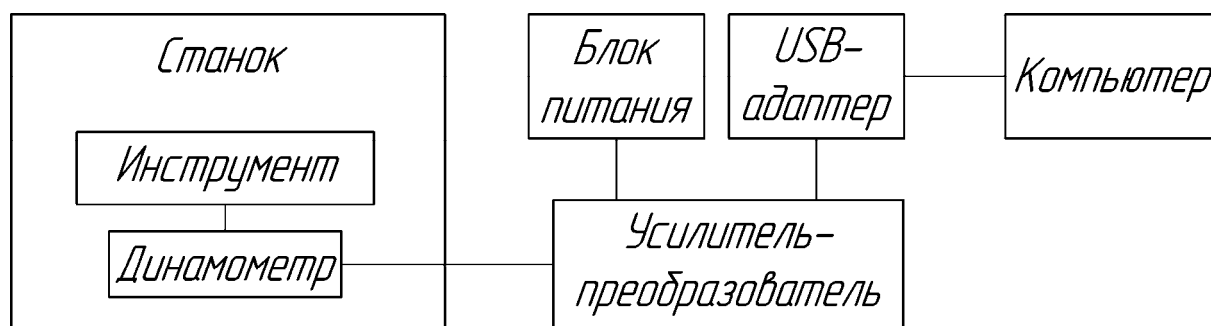 Станок
Инструмент
Динамометр
Блок
питания
USB-
адаптер
Компьютер
Усилитель-
преобразователь